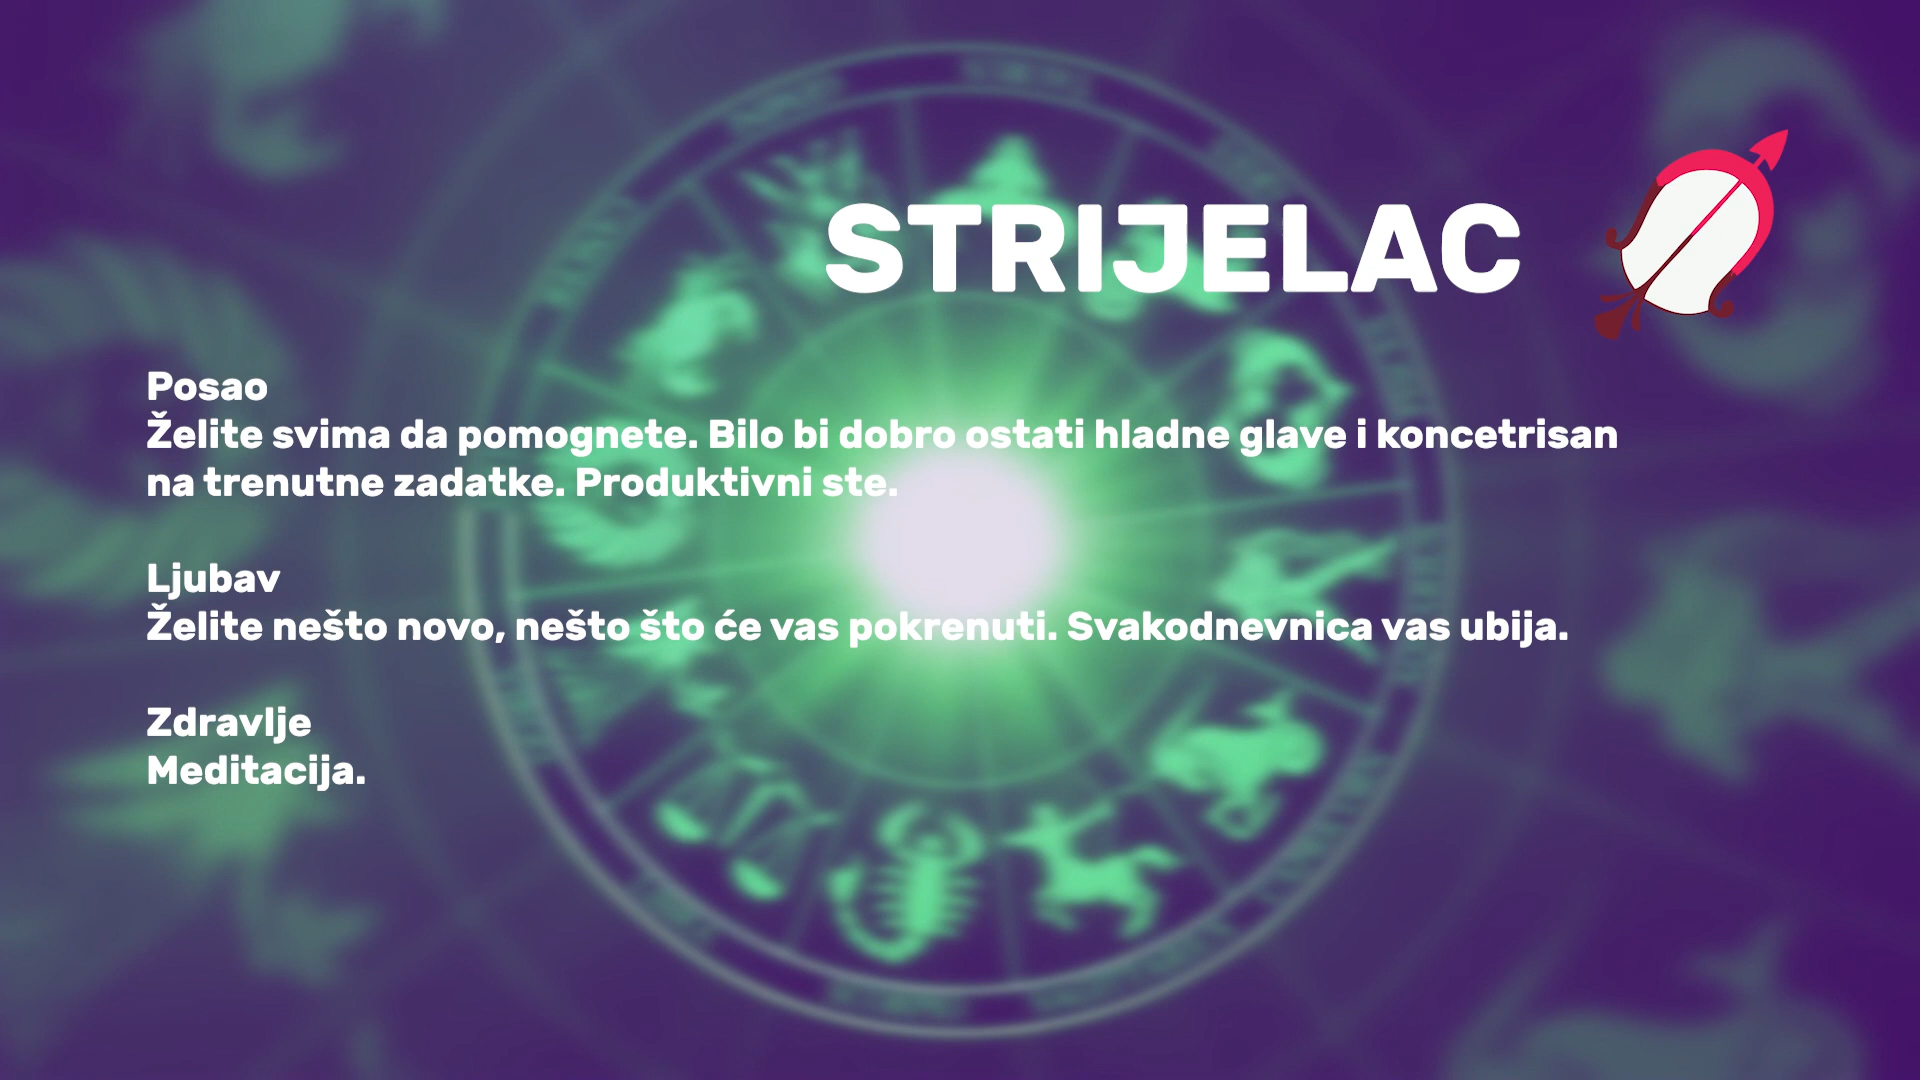 STRIJELAC
Posao
Želite svima da pomognete. Bilo bi dobro ostati hladne glave i koncetrisan
na trenutne zadatke. Produktivni ste.
Ljubav
Želite nešto novo, nešto što će vas pokrenuti. Svakodnevnica vas ubija.
Zdravlje
Meditacija.